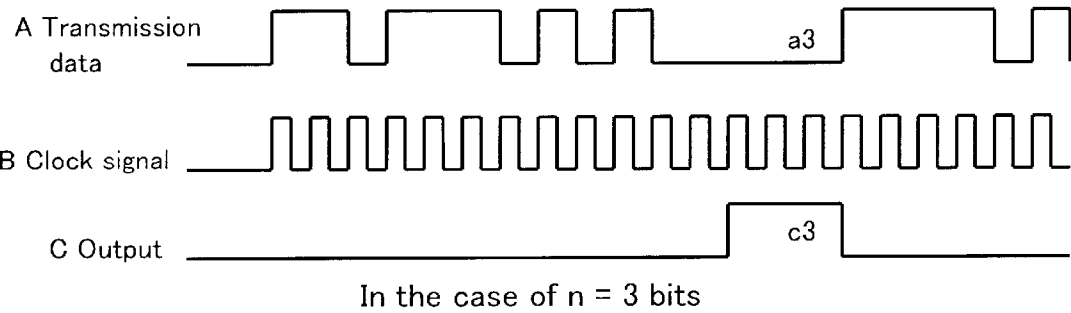 A Transmission
data
a3
B Clock signal
C Output
c3
In the case of n = 3 bits